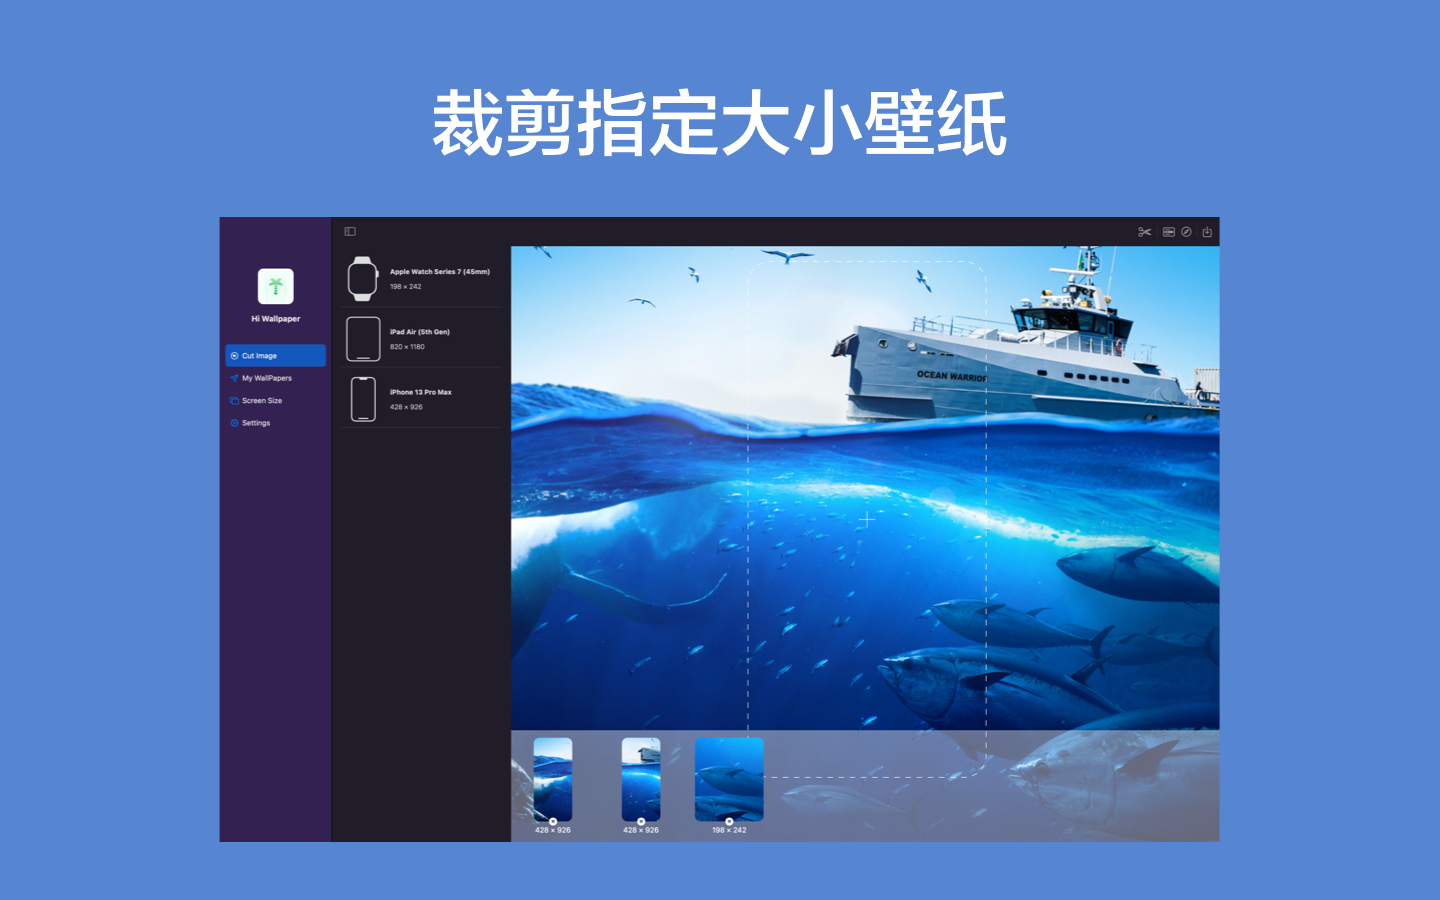 裁剪指定大小壁纸
Hi Wallpaper
Cut Image
My WallPapers
Screen Size
Settings
Apple Watch Series 7 (45mm)
198 × 242
iPad Air (5th Gen)
820 × 1180
iPhone 13 Pro Max
428 × 926
OCEAN WARRIOR
428 × 926
428 × 926
198 × 242